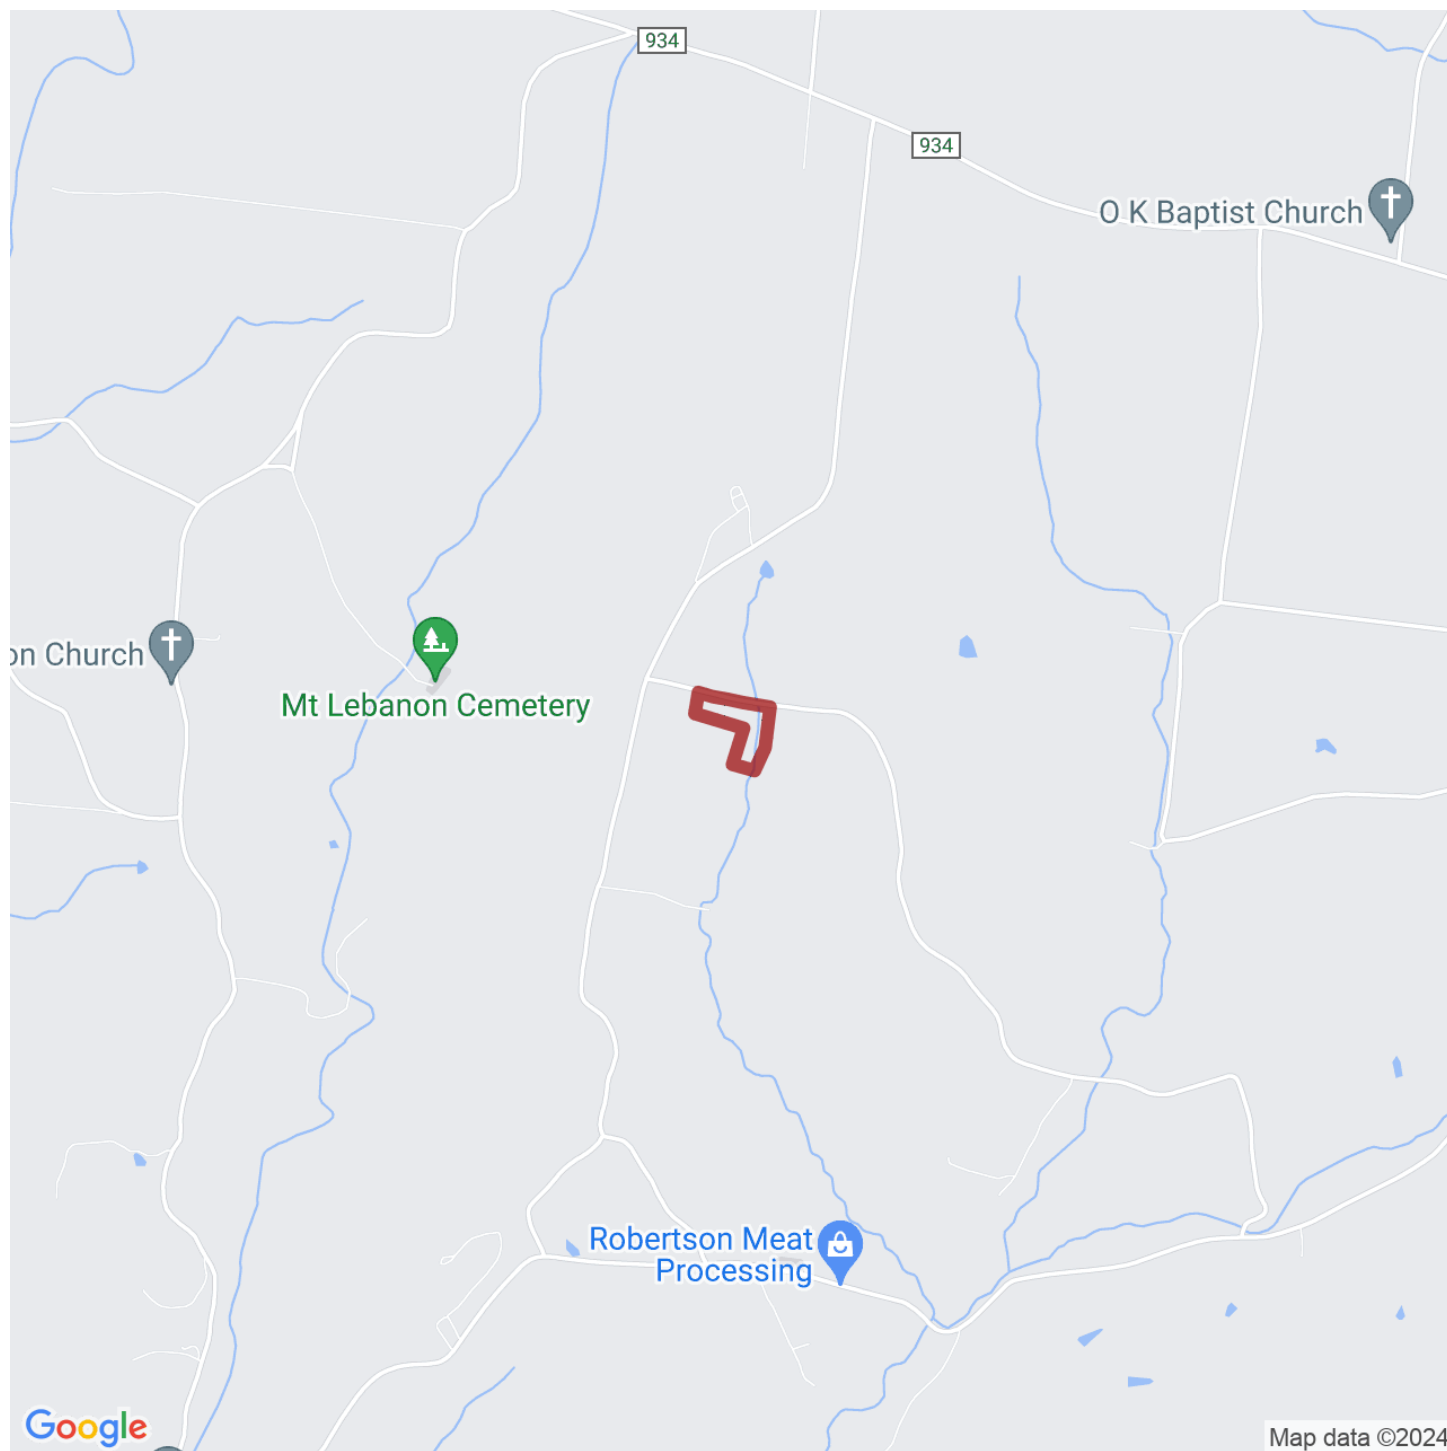 934
934
O K Baptist Church
on Church
Mt Lebanon Cemetery
Robertson Meat
Processing
Google
Map data ©2024